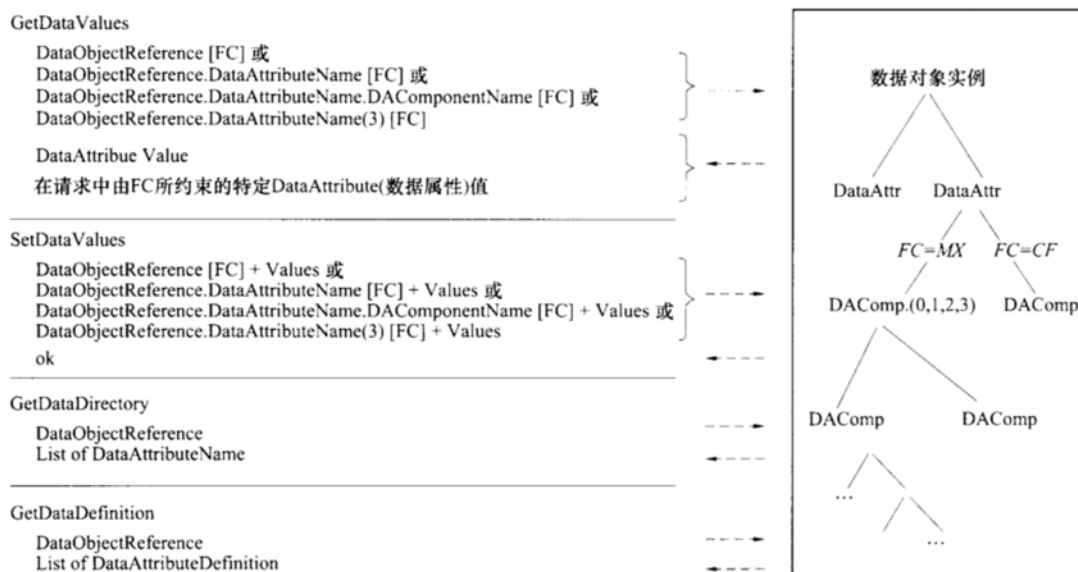 GetDataValues
DataObjectReference [FC] 或
DataObjectReference.DataAttributeName [FC] 或
DataObjectReference.DataAttributeName.DAComponentName [FC] 或
DataObjectReference.DataAttributeName(3) [FC]
DataAttribue Value
在请求中由FC所约束的特定DataAttribute(数据属性)值
SetDataValues
DataObjectReference [FC] + Values 或
DataObjectReference.DataAttributeName [FC] + Values 或
DataObjectReference.DataAttributeName.DAComponentName [FC] + Values 或
DataObjectReference.DataAttributeName(3) [FC] + Values
ok
GetDataDirectory
DataObjectReference
List of DataAttributeName
GetDataDefinition
DataObjectReference
List of DataAttributeDefinition
数据对象实例
DataAttr DataAttr
FC=MX FC=CF
DAComp.(0,1,2,3) DAComp
DAComp DAComp
...
...